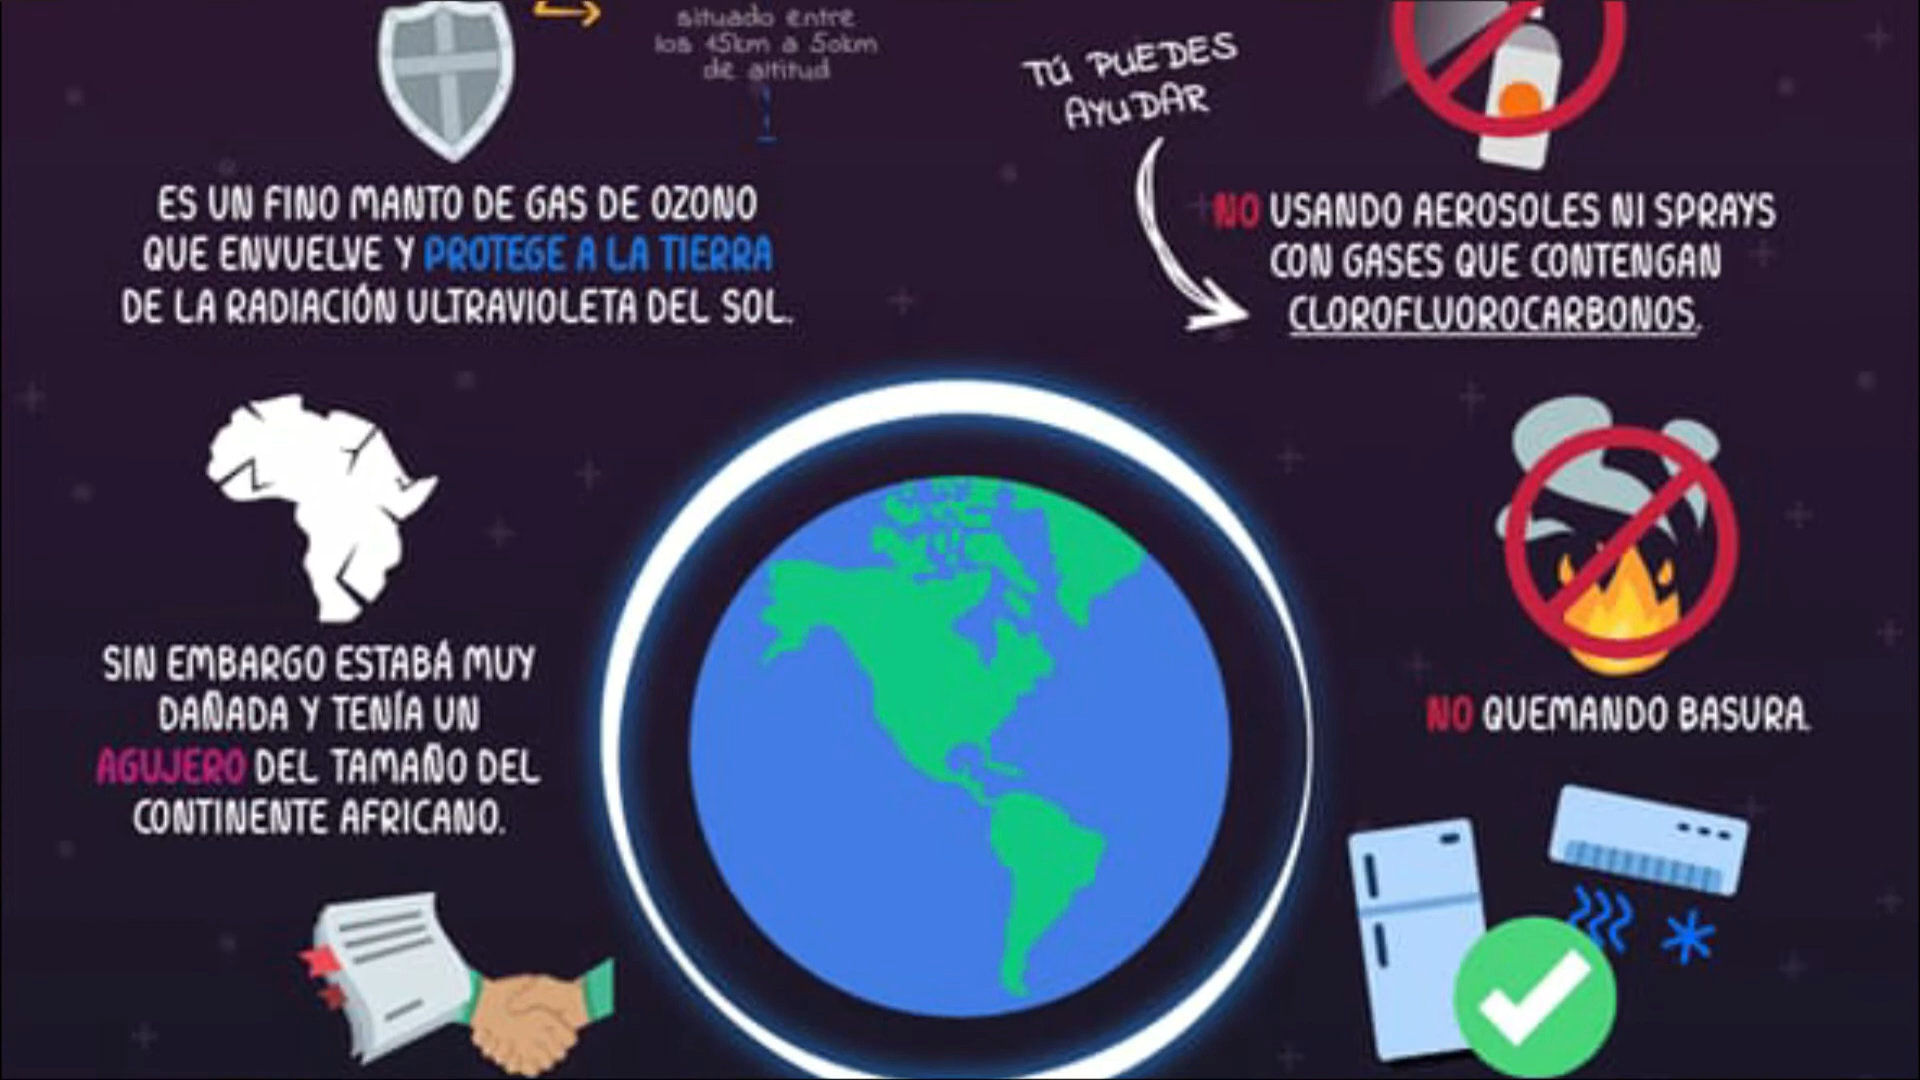 situado entre
los 15km a 50km
de altitud
ES UN FINO MANTO DE GAS DE OZONO
QUE ENVUELVE Y PROTEGE A LA TIERRA
DE LA RADIACIÓN ULTRAVIOLETA DEL SOL.
SIN EMBARGO ESTABÁ MUY
DAÑADA Y TENÍA UN
AGUJERO DEL TAMAÑO DEL
CONTINENTE AFRICANO.
TÚ PUEDES
AYUDAR
NO USANDO AEROSOLES NI SPRAYS
CON GASES QUE CONTENGAN
CLOROFLUOROCARBONOS.
NO QUEMANDO BASURA.